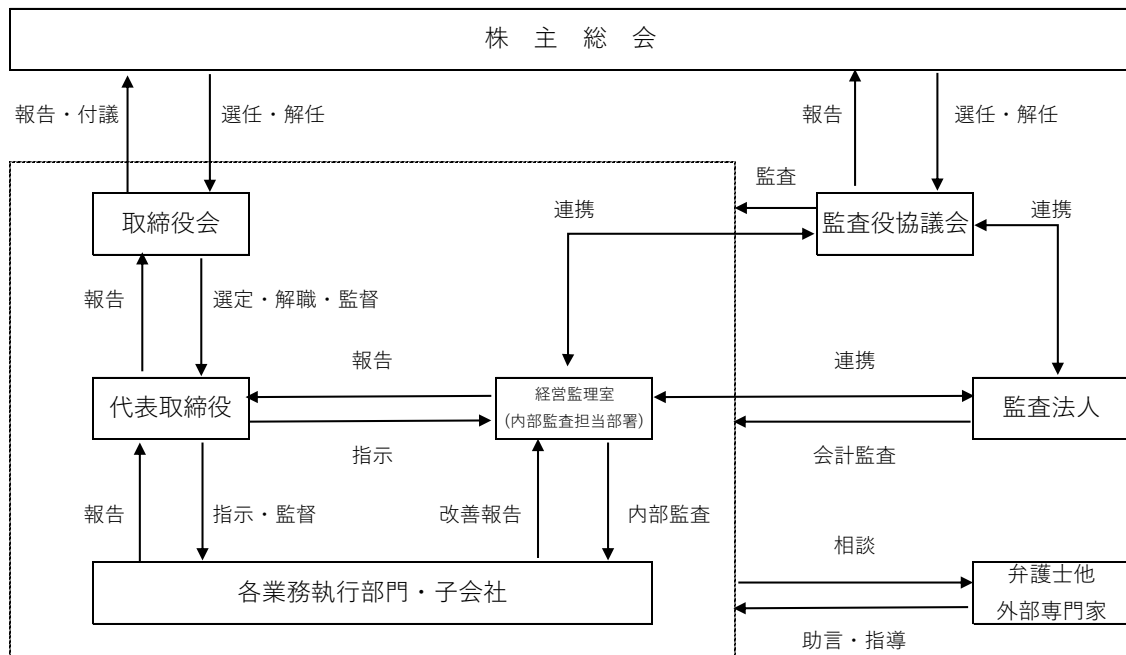 株 主 総 会
報告・付議
選任・解任
報告
選任・解任
監査
取締役会
連携
監査役協議会
連携
報告
選定・解職・監督
報告
連携
代表取締役
経営監理室
(内部監査担当部署)
監査法人
指示
会計監査
報告
指示・監督
改善報告
内部監査
相談
各業務執行部門・子会社
弁護士他
外部専門家
助言・指導